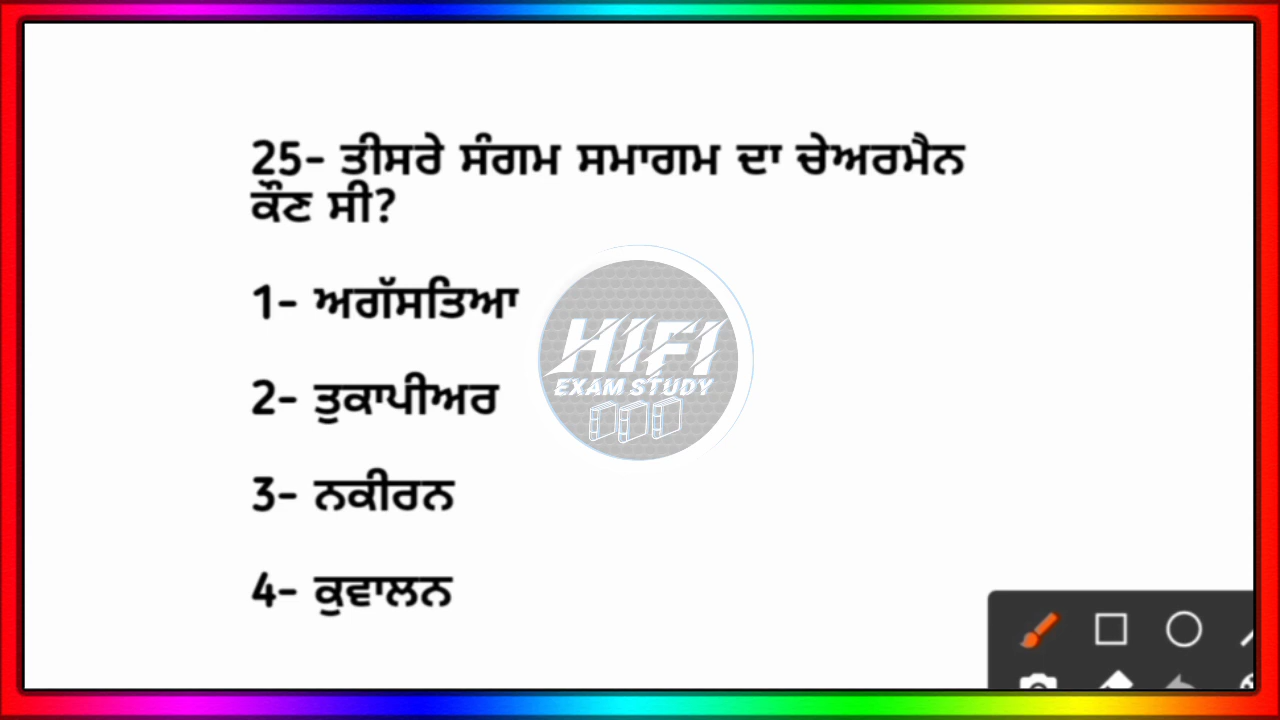 25- ਤੀਸਰੇ ਸੰਗਮ ਸਮਾਗਮ ਦਾ ਚੇਅਰਮੈਨ
ਕੌਣ ਸੀ?
1- ਅਗੱਸਤਿਆ
HIFI
EXAM STUDY
2- ਤੁਕਾਪੀਅਰ
3- ਨਕੀਰਨ
4- ਕੁਵਾਲਨ